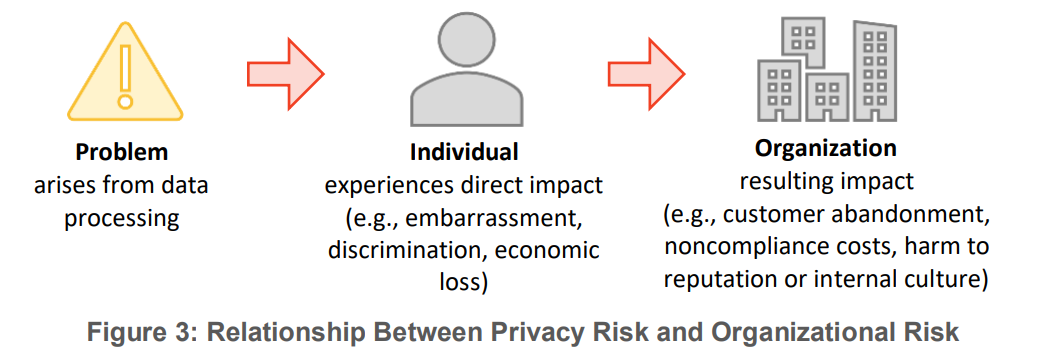 Problem
arises from data
processing
Individual
experiences direct impact
(e.g., embarrassment,
discrimination, economic
loss)
Organization
resulting impact
(e.g., customer abandonment,
noncompliance costs, harm to
reputation or internal culture)
Figure 3: Relationship Between Privacy Risk and Organizational Risk